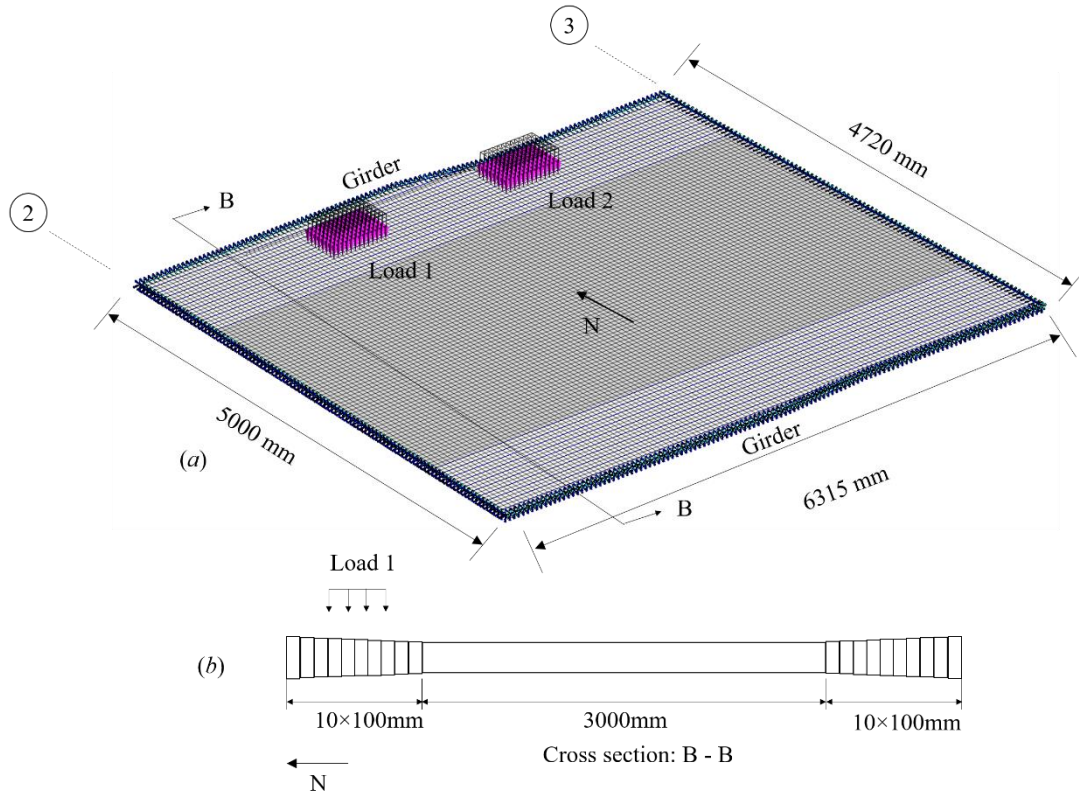 3
4720 mm
Girder
B
Load 2
2
Load 1
N
5000 mm
(a)
Girder
6315 mm
B
Load 1
(b)
10×100mm
3000mm
10×100mm
Cross section: B - B
N